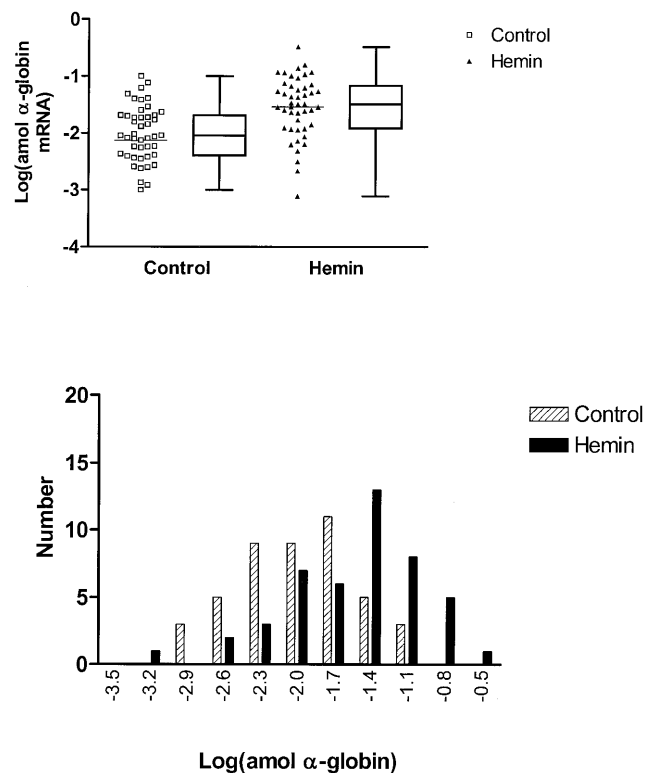 0
-1
-2
-3
-4
Log(amol α-globin
mRNA)
Control
Hemin
Control
Hemin
20
15
10
5
0
Number
Control
Hemin
-3.5
-3.2
-2.9
-2.6
-2.3
-2.0
-1.7
-1.4
-1.1
-0.8
-0.5
Log(amol α-globin)